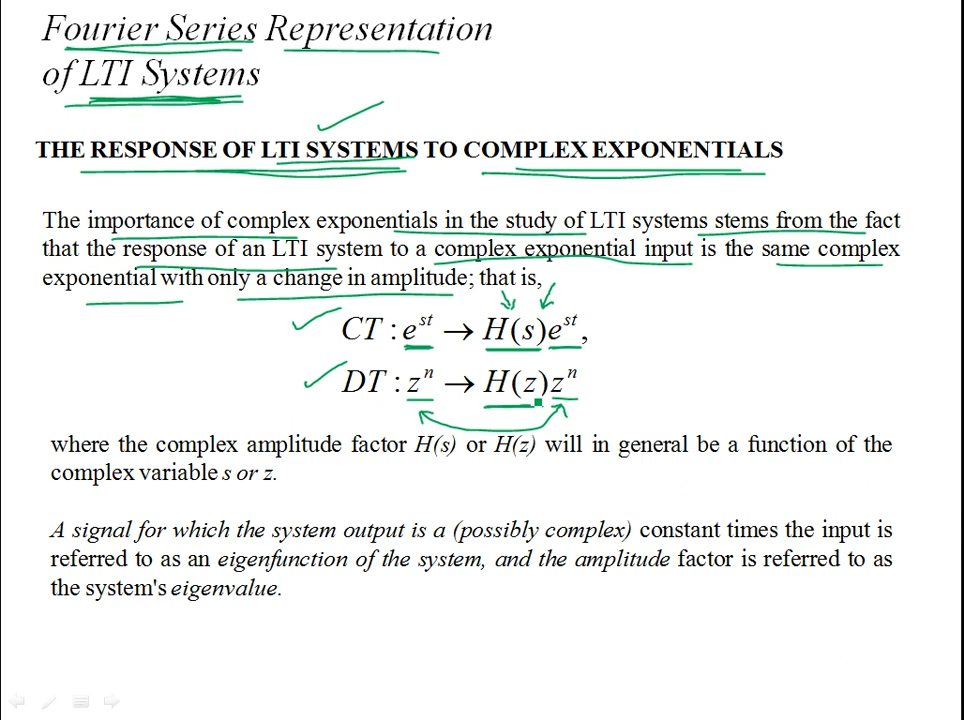 Fourier Series Representation
of LTI Systems
THE RESPONSE OF LTI SYSTEMS TO COMPLEX EXPONENTIALS
The importance of complex exponentials in the study of LTI systems stems from the fact
that the response of an LTI system to a complex exponential input is the same complex
exponential with only a change in amplitude; that is,
CT : e^{st} → H(s)e^{st},
DT : z^n → H(z)z^n
where the complex amplitude factor H(s) or H(z) will in general be a function of the
complex variable s or z.
A signal for which the system output is a (possibly complex) constant times the input is
referred to as an eigenfunction of the system, and the amplitude factor is referred to as
the system's eigenvalue.